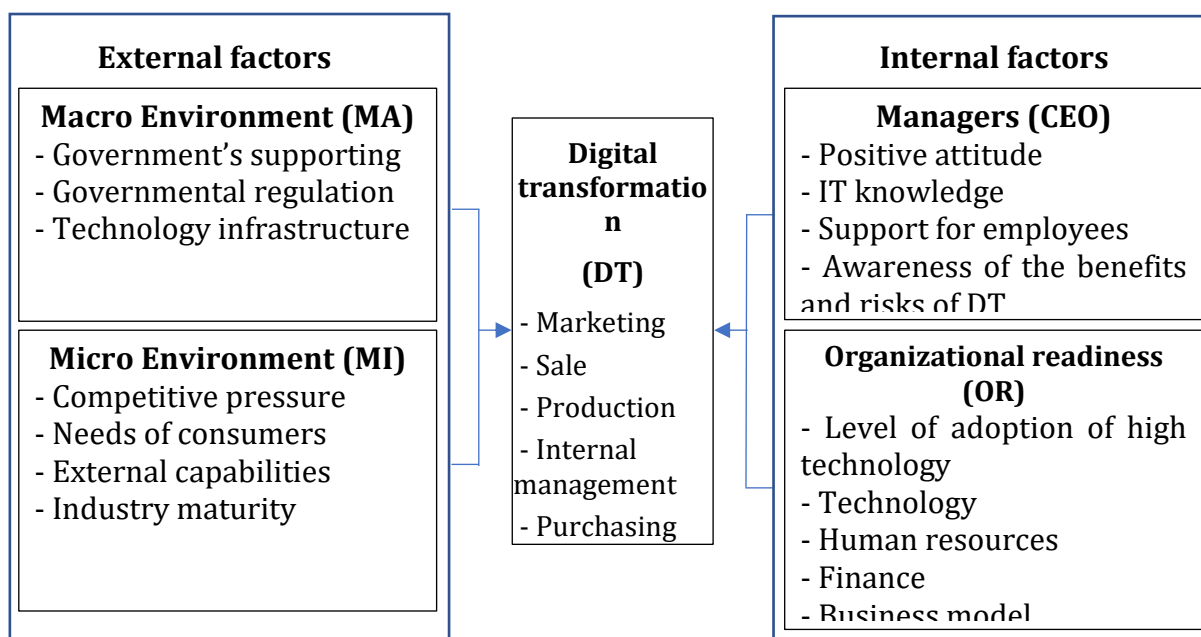 External factors
Macro Environment (MA)
- Government’s supporting
- Governmental regulation
- Technology infrastructure
Micro Environment (MI)
- Competitive pressure
- Needs of consumers
- External capabilities
- Industry maturity
Digital
transformatio
n
(DT)
- Marketing
- Sale
- Production
- Internal
management
- Purchasing
Internal factors
Managers (CEO)
- Positive attitude
- IT knowledge
- Support for employees
- Awareness of the benefits
and risks of DT
Organizational readiness
(OR)
- Level of adoption of high
technology
- Technology
- Human resources
- Finance
- Business model